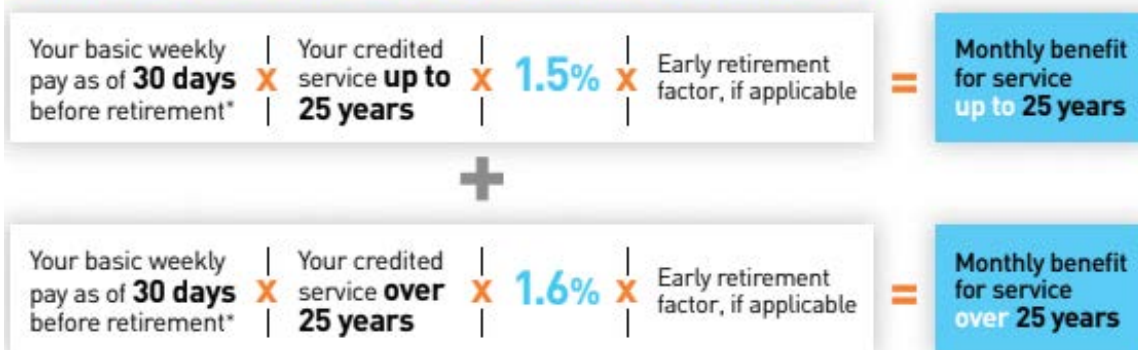 Your basic weekly
pay as of 30 days
before retirement*
X
Your credited
service up to
25 years
X
1.5%
X
Early retirement
factor, if applicable
=
Monthly benefit
for service
up to 25 years
+
Your basic weekly
pay as of 30 days
before retirement*
X
Your credited
service over
25 years
X
1.6%
X
Early retirement
factor, if applicable
=
Monthly benefit
for service
over 25 years